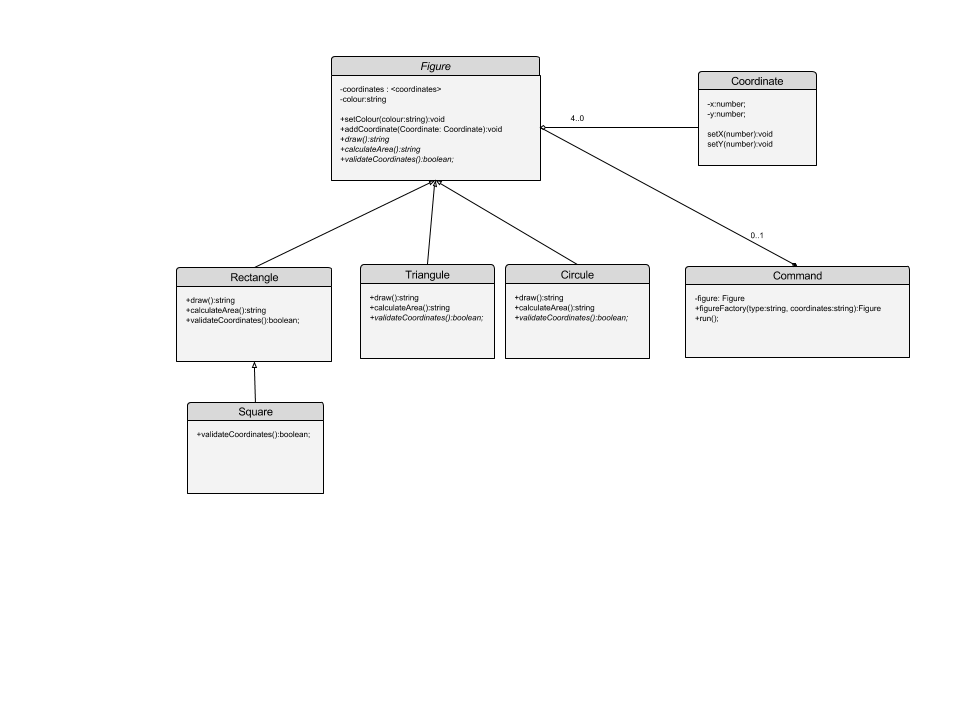 Figure
-coordinates : <coordinates>
-colour:string
+setColour(colour:string):void
+addCoordinate(Coordinate: Coordinate):void
+draw():string
+calculateArea():string
+validateCoordinates():boolean;
Coordinate
-x:number;
-y:number;
setX(number):void
setY(number):void
4..0
0..1
Rectangle
+draw():string
+calculateArea():string
+validateCoordinates():boolean;
Triangule
+draw():string
+calculateArea():string
+validateCoordinates():boolean;
Circule
+draw():string
+calculateArea():string
+validateCoordinates():boolean;
Command
-figure: Figure
+figureFactory(type:string, coordinates:string):Figure
+run();
Square
+validateCoordinates():boolean;